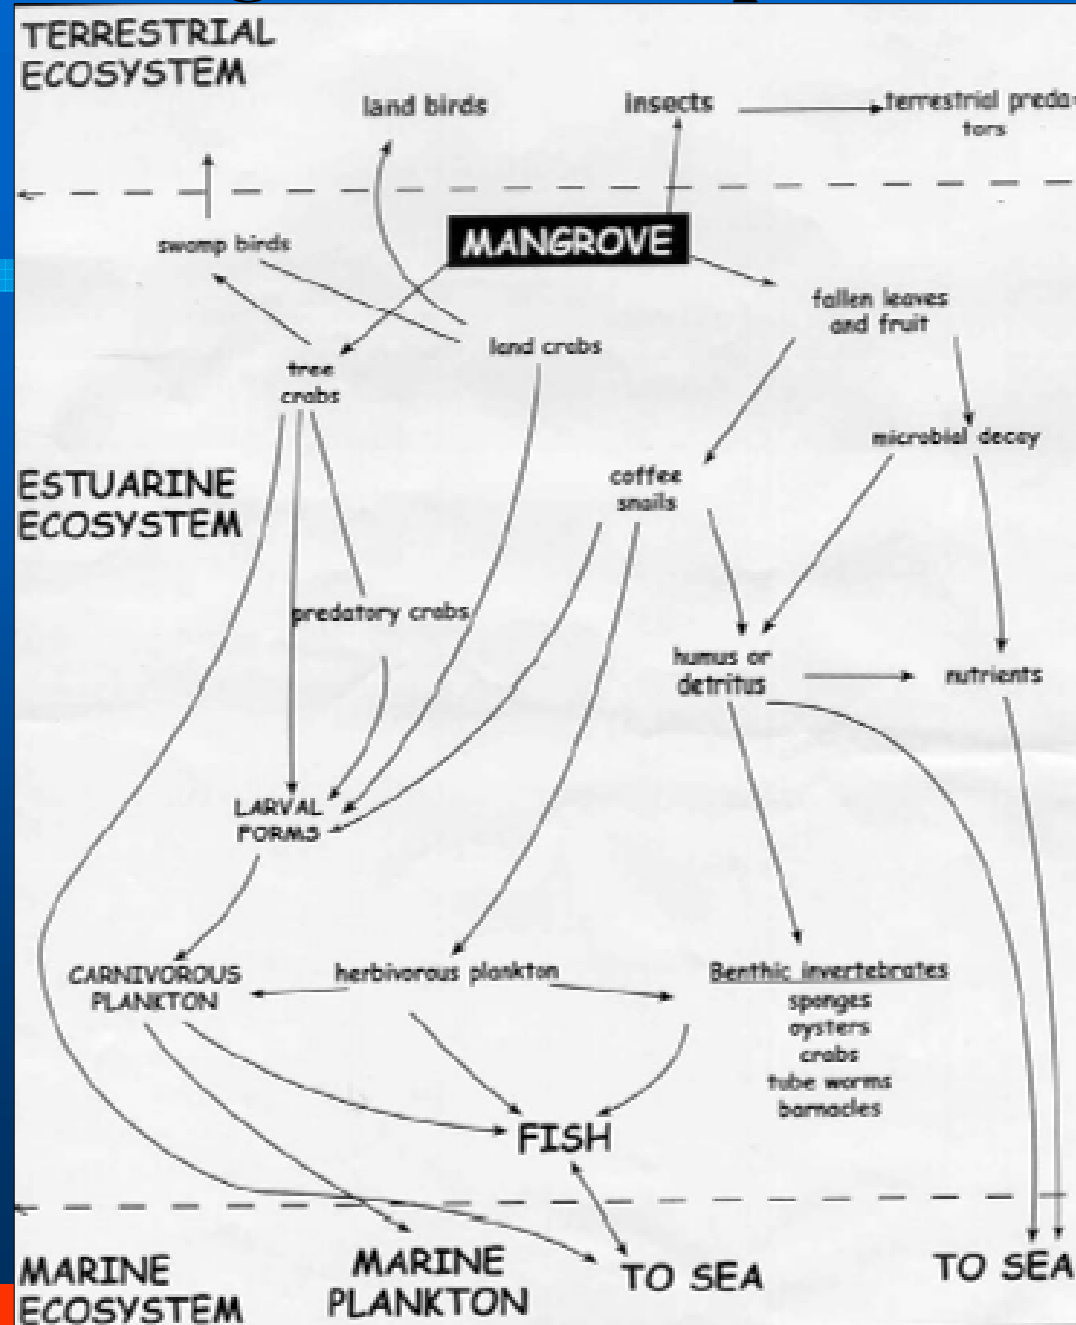 TERRESTRIAL
ECOSYSTEM
land birds
insects
terrestrial preda-
tors
swamp birds
MANGROVE
fallen leaves
and fruit
land crabs
tree
crabs
microbial decay
coffee
snails
ESTUARINE
ECOSYSTEM
predatory crabs
humus or
detritus
nutrients
LARVAL
FORMS
CARNIVOROUS
PLANKTON
herbivorous plankton
Benthic invertebrates
sponges
oysters
crabs
tube worms
barnacles
FISH
MARINE
ECOSYSTEM
MARINE
PLANKTON
TO SEA
TO SEA